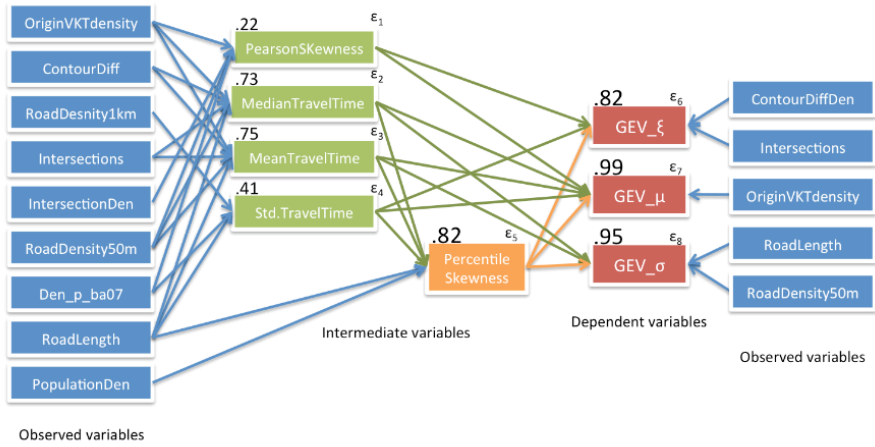 OriginVKTdensity
ContourDiff
RoadDesnity1km
Intersections
IntersectionDen
RoadDensity50m
Den_p_ba07
RoadLength
PopulationDen
Observed variables
.22
ε1
PearsonSKewness
.73
ε2
MedianTravelTime
.75
ε3
MeanTravelTime
.41
ε4
Std.TravelTime
.82
ε5
Percentile
Skewness
Intermediate variables
.82
ε6
GEV_ξ
.99
ε7
GEV_μ
.95
ε8
GEV_σ
Dependent variables
ContourDiffDen
Intersections
OriginVKTdensity
RoadLength
RoadDensity50m
Observed variables